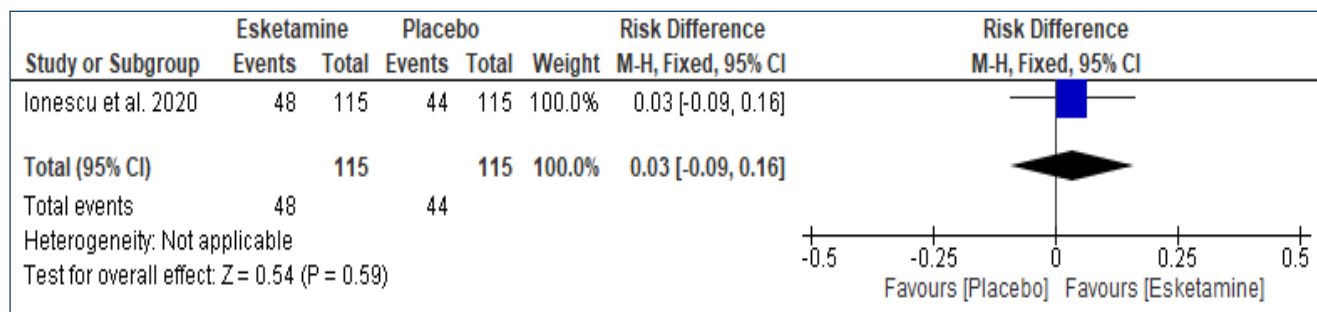 Esketamine Placebo Risk Difference Risk Difference
Study or Subgroup Events Total Events Total Weight M-H, Fixed, 95% CI M-H, Fixed, 95% CI
Ionescu et al. 2020 48 115 44 115 100.0% 0.03 [-0.09, 0.16]
Total (95% CI) 115 115 100.0% 0.03 [-0.09, 0.16]
Total events 48 44
Heterogeneity: Not applicable
Test for overall effect: Z = 0.54 (P = 0.59)
-0.5 -0.25 0 0.25 0.5
Favours [Placebo] Favours [Esketamine]